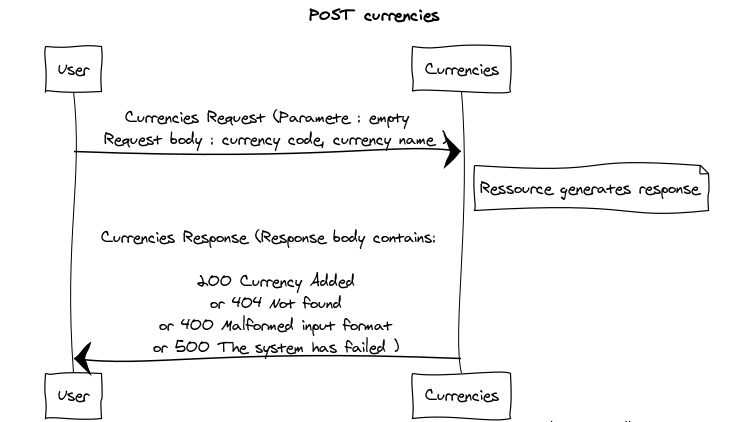 POST currencies
User
Currencies
Currencies Request (Paramete : empty
Request body : currency code, currency name )
Ressource generates response
Currencies Response (Response body contains:
200 Currency Added
or 404 Not found
or 400 Malformed input format
or 500 The system has failed )
User
Currencies